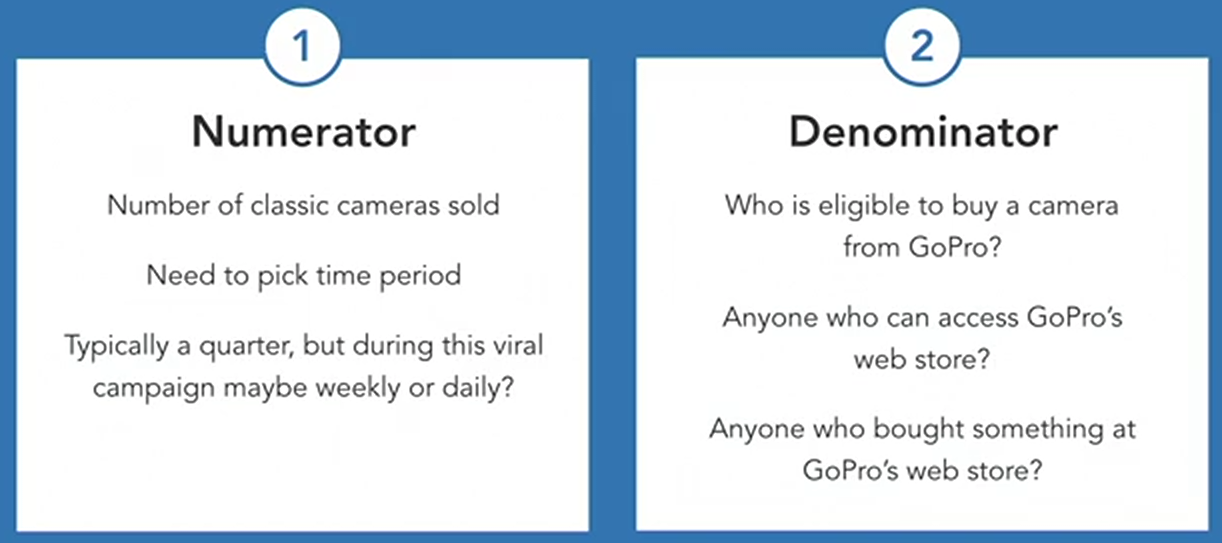 1
Numerator
Number of classic cameras sold
Need to pick time period
Typically a quarter, but during this viral
campaign maybe weekly or daily?
2
Denominator
Who is eligible to buy a camera
from GoPro?
Anyone who can access GoPro’s
web store?
Anyone who bought something at
GoPro’s web store?